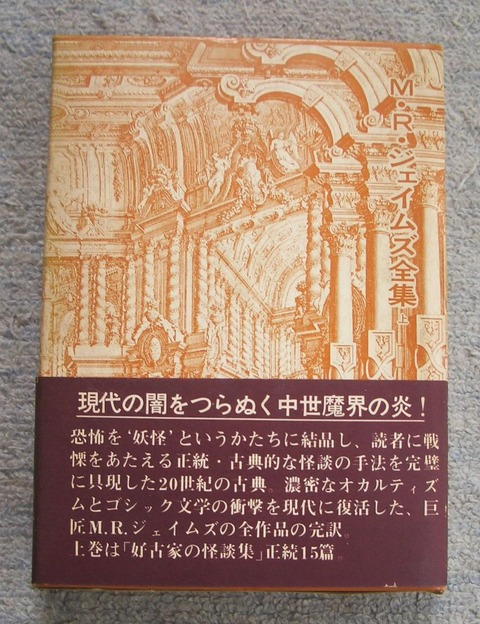 M・R・ジェイムズ全集 上
現代の闇をつらぬく中世魔界の炎！
恐怖を‘妖怪’というかたちに結晶し、読者に戦
慄をあたえる正統・古典的な怪談の手法を完璧
に具現した20世紀の古典。濃密なオカルティズ
ムとゴシック文学の衝撃を現代に復活した、巨
匠M.R.ジェイムズの全作品の完訳。
上巻は「好古家の怪談集」正続15篇。